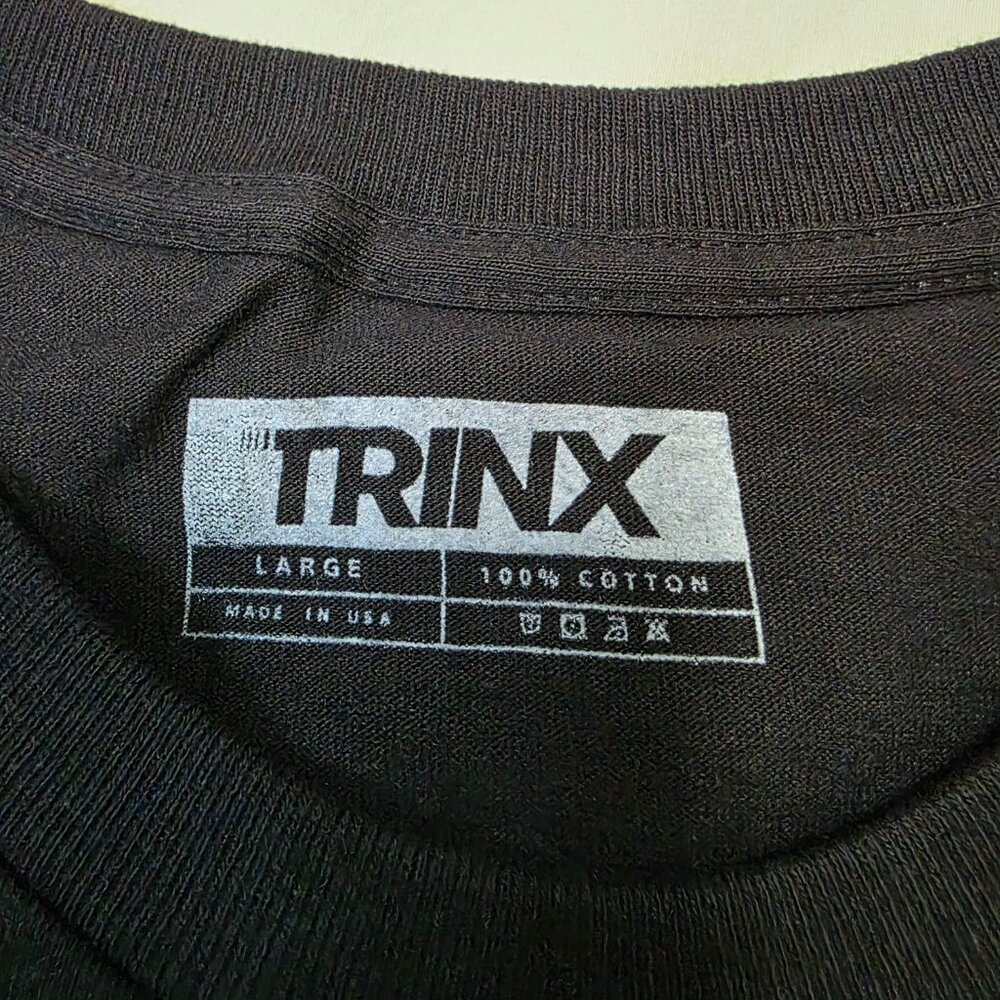 TRINX
LARGE
100% COTTON
MADE IN USA